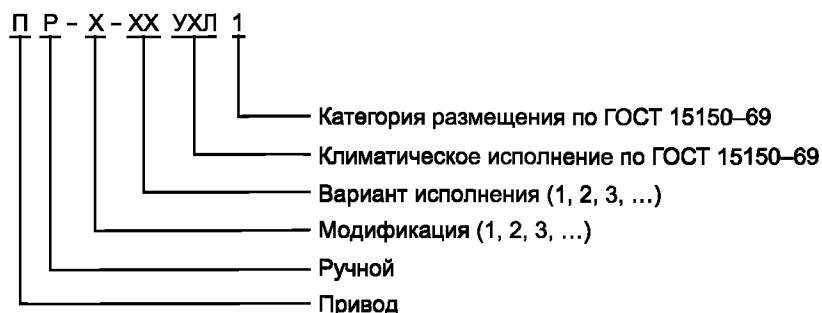 П Р – Х – ХХ УХЛ 1
Категория размещения по ГОСТ 15150–69
Климатическое исполнение по ГОСТ 15150–69
Вариант исполнения (1, 2, 3, ...)
Модификация (1, 2, 3, ...)
Ручной
Привод